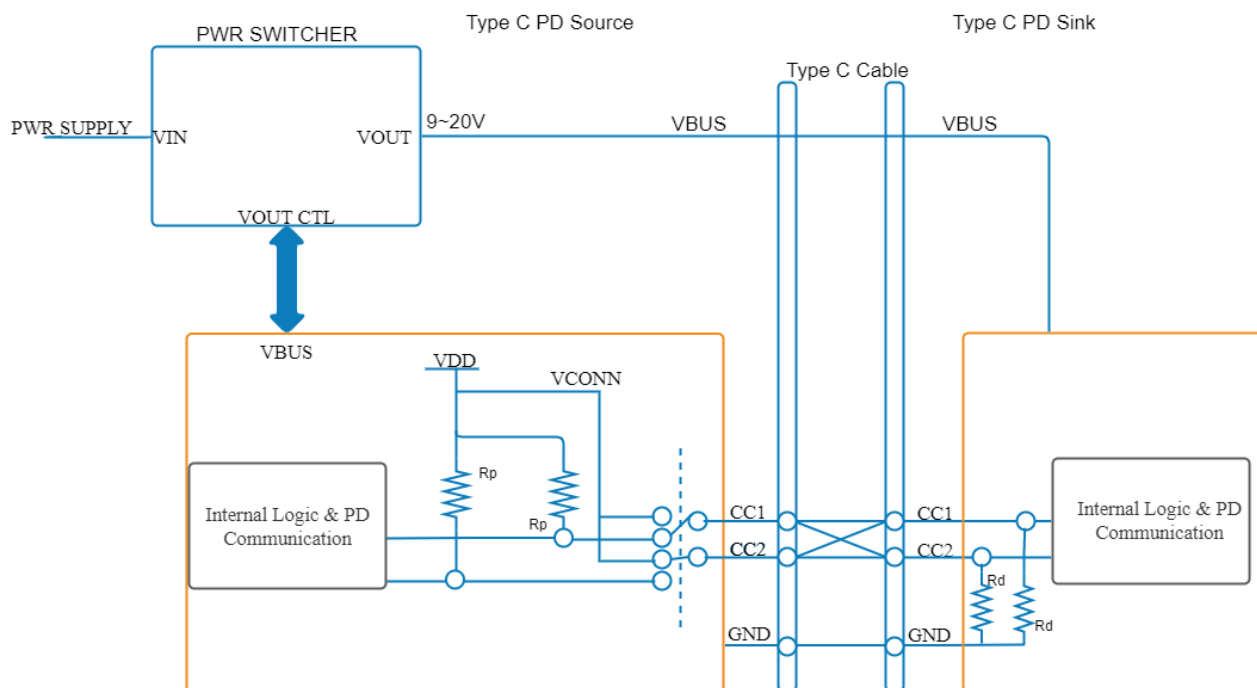 Type C PD Source
Type C PD Sink
PWR SWITCHER
Type C Cable
PWR SUPPLY
VIN
VOUT
9~20V
VBUS
VBUS
VOUT CTL
VBUS
VDD
VCONN
Rp
Rp
Internal Logic & PD
Communication
CC1
CC1
CC2
CC2
Internal Logic & PD
Communication
Rd
Rd
GND
GND